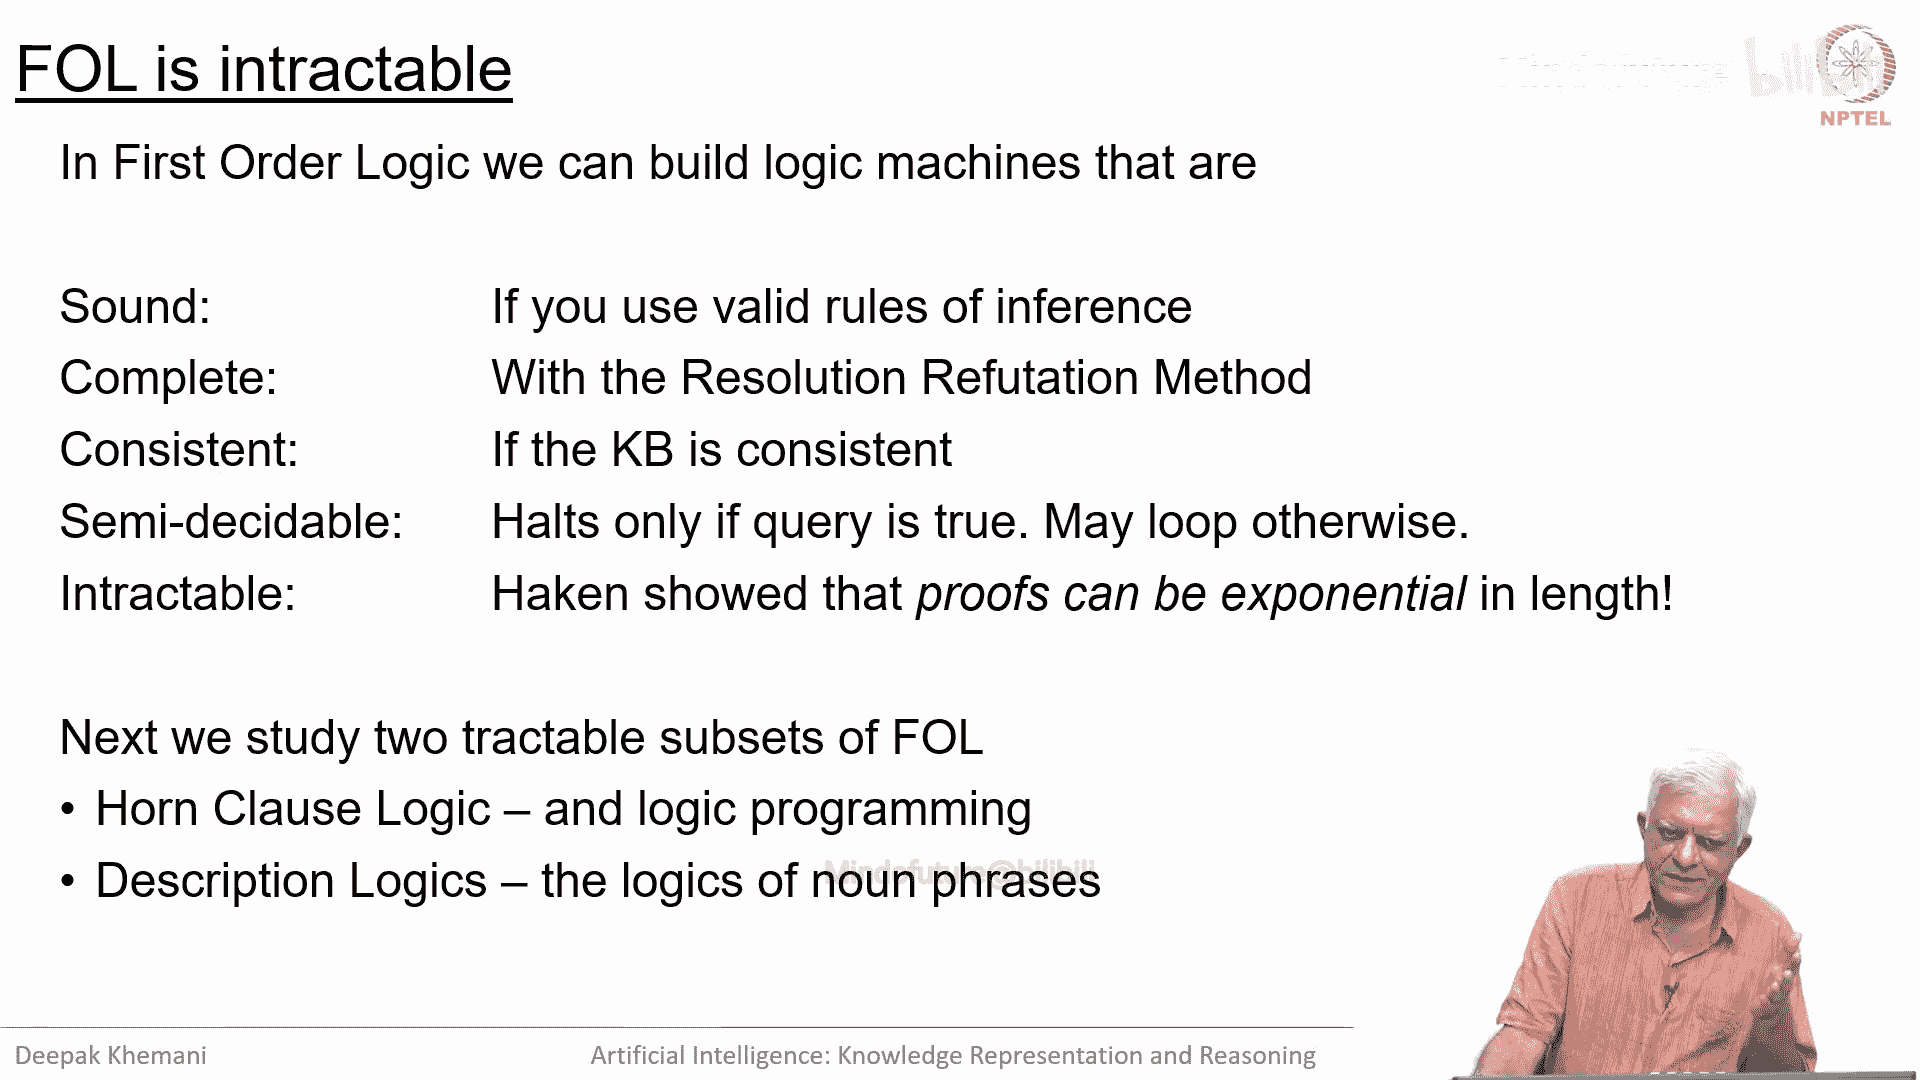 FOL is intractable
NPTEL
In First Order Logic we can build logic machines that are
Sound: If you use valid rules of inference
Complete: With the Resolution Refutation Method
Consistent: If the KB is consistent
Semi-decidable: Halts only if query is true. May loop otherwise.
Intractable: Haken showed that proofs can be exponential in length!
Next we study two tractable subsets of FOL
• Horn Clause Logic – and logic programming
• Description Logics – the logics of noun phrases
Mindofuture@bilibili
Deepak Khemani Artificial Intelligence: Knowledge Representation and Reasoning